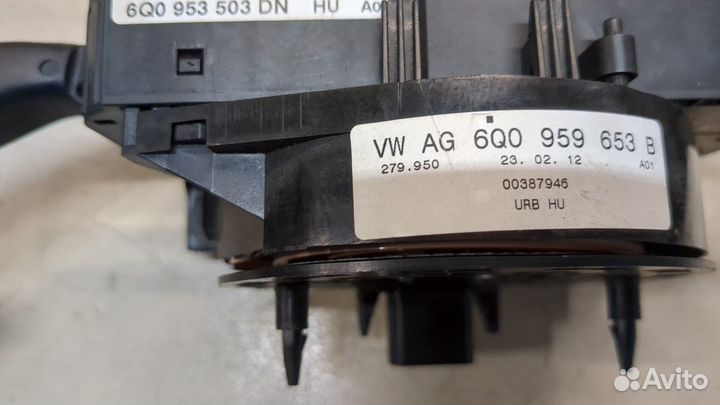 6Q0 953 503 DN HU A01
VW AG 6Q0 959 653 B
279.950 23. 02. 12 A01
00387946
URB HU
Avito